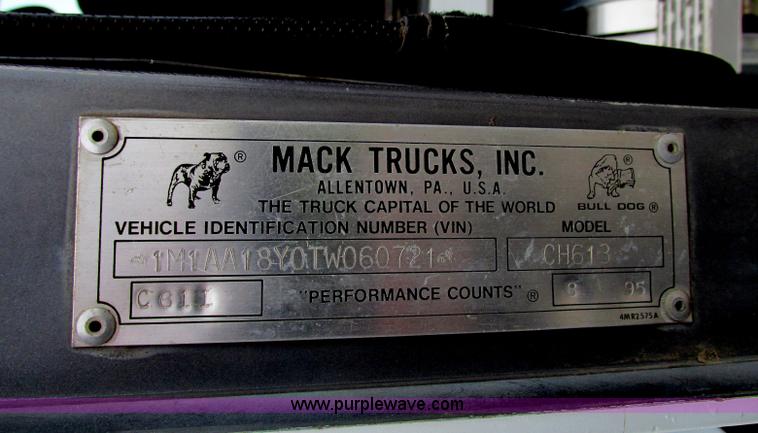 MACK TRUCKS, INC.
ALLENTOWN, PA., U.S.A.
THE TRUCK CAPITAL OF THE WORLD
BULL DOG ®
VEHICLE IDENTIFICATION NUMBER (VIN) MODEL
1M1AA18Y0TW060721 CH613
"PERFORMANCE COUNTS" ® 8 95
4MR2575A
www.purplewave.com